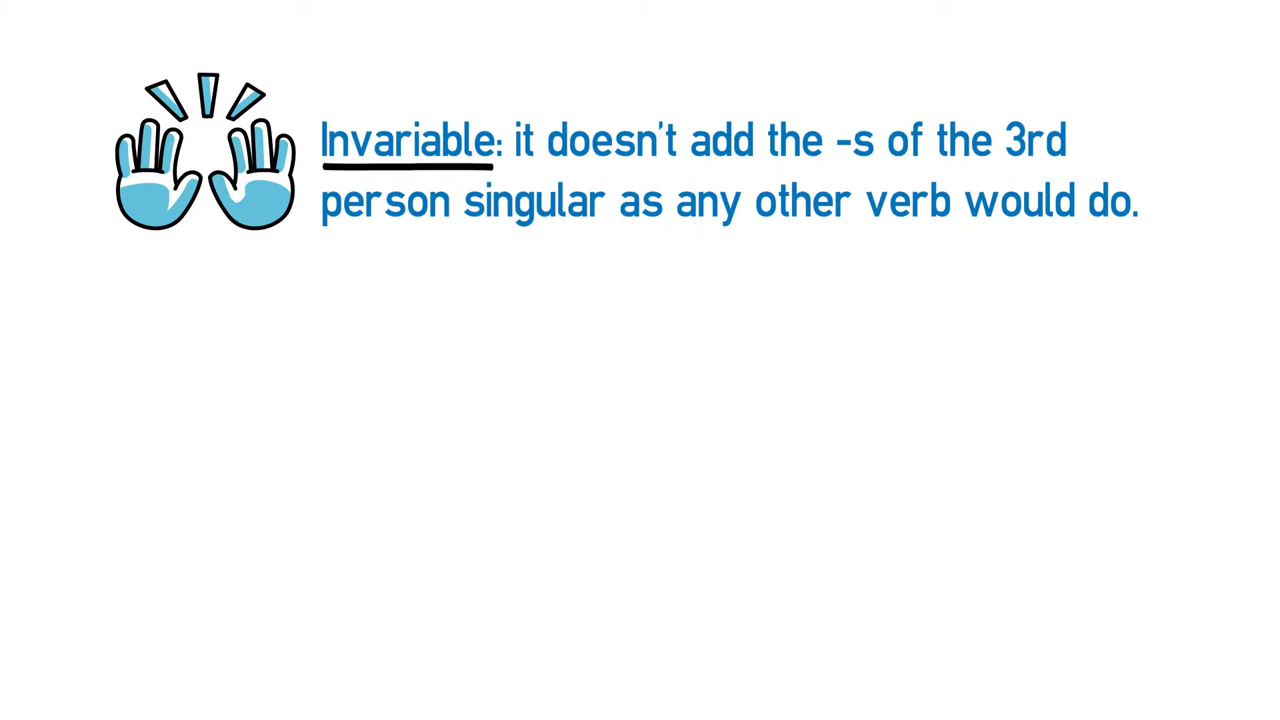 Invariable: it doesn’t add the -s of the 3rd
person singular as any other verb would do.